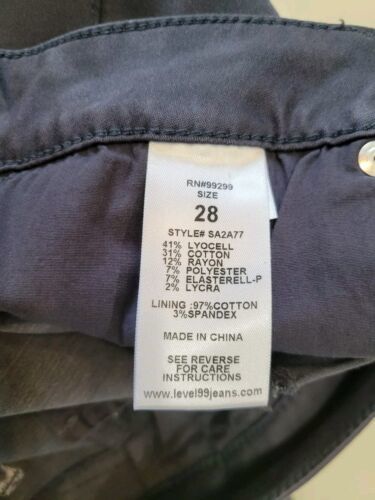 RN#99299
SIZE
28
STYLE# SA2A77
41% LYOCELL
31% COTTON
12% RAYON
7% POLYESTER
7% ELASTERELL-P
2% LYCRA
LINING :97%COTTON
3%SPANDEX
MADE IN CHINA
SEE REVERSE
FOR CARE
INSTRUCTIONS
www.level99jeans.com